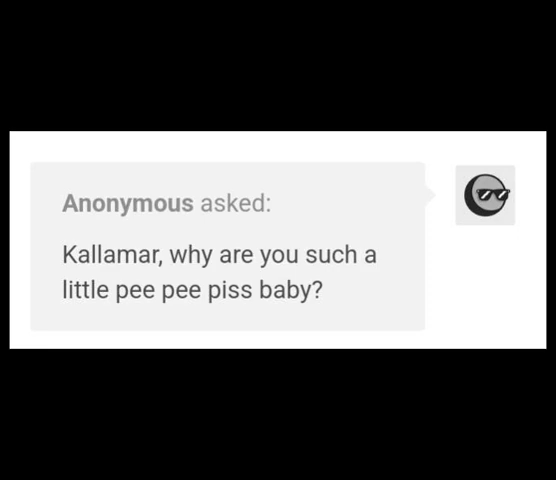 Anonymous asked:
Kallamar, why are you such a
little pee pee piss baby?